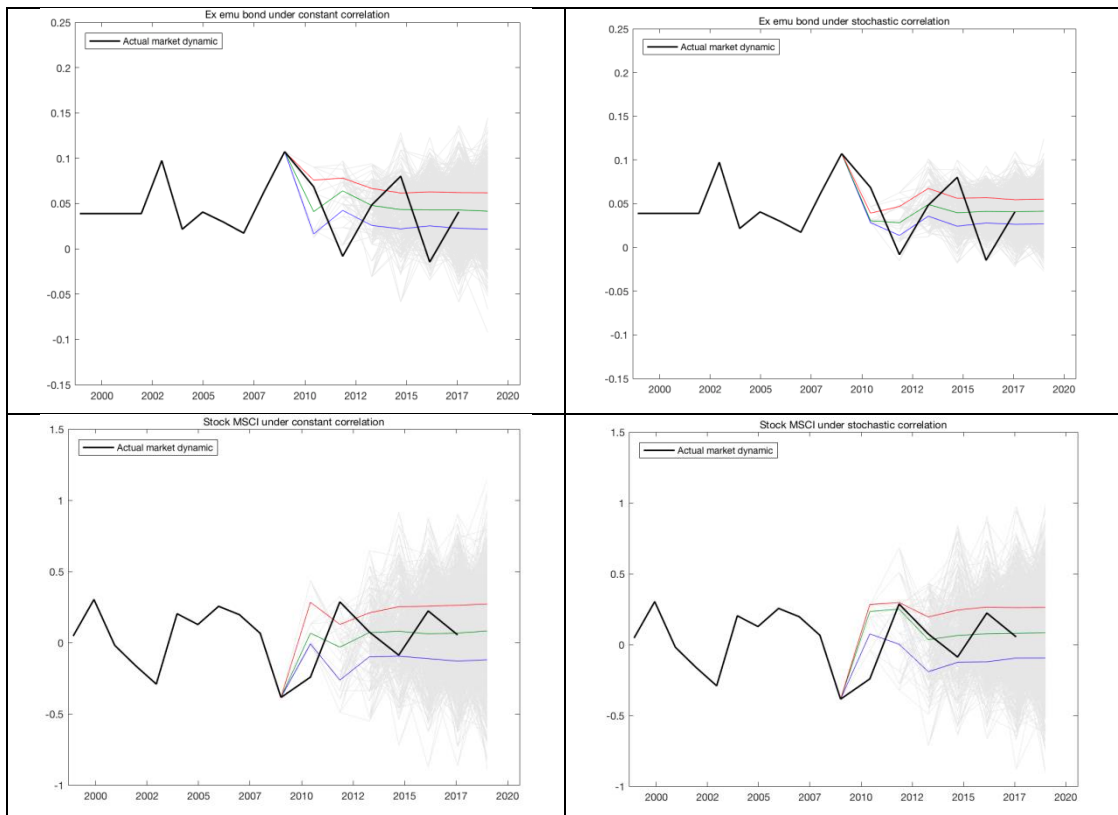 Ex emu bond under constant correlation
Actual market dynamic
0.25
0.2
0.15
0.1
0.05
0
-0.05
-0.1
-0.15
2000 2002 2005 2007 2010 2012 2015 2017 2020
Ex emu bond under stochastic correlation
Actual market dynamic
0.25
0.2
0.15
0.1
0.05
0
-0.05
-0.1
-0.15
2000 2002 2005 2007 2010 2012 2015 2017 2020
Stock MSCI under constant correlation
Actual market dynamic
1.5
1
0.5
0
-0.5
-1
2000 2002 2005 2007 2010 2012 2015 2017 2020
Stock MSCI under stochastic correlation
Actual market dynamic
1.5
1
0.5
0
-0.5
-1
2000 2002 2005 2007 2010 2012 2015 2017 2020